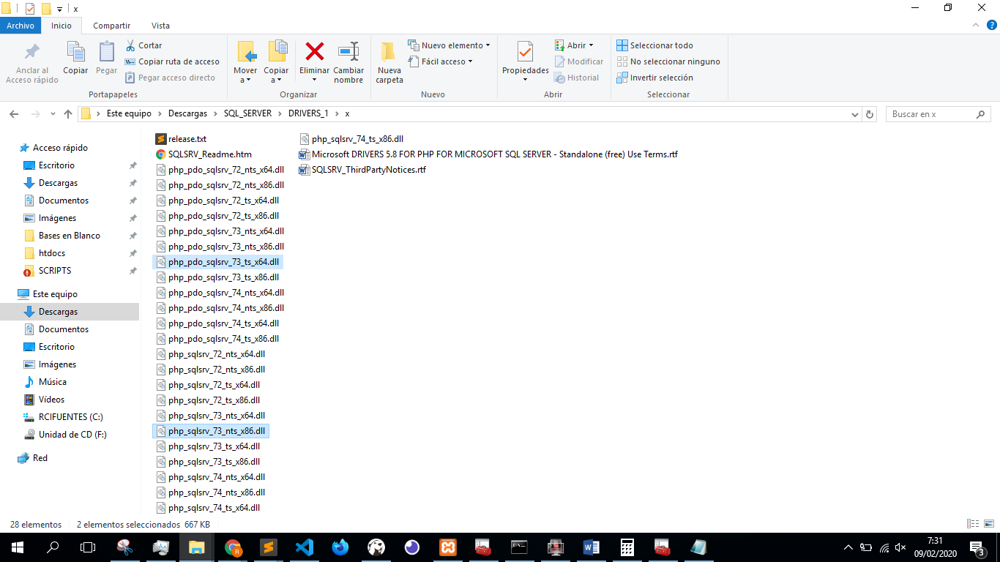 x
Archivo Inicio Compartir Vista
Anclar al Acceso rápido
Copiar
Pegar
Cortar
Copiar ruta de acceso
Pegar acceso directo
Portapapeles
Mover a
Copiar a
Eliminar
Cambiar nombre
Organizar
Nueva carpeta
Nuevo elemento
Fácil acceso
Nuevo
Propiedades
Abrir
Modificar
Historial
Abrir
Seleccionar todo
No seleccionar ninguno
Invertir selección
Seleccionar
Este equipo > Descargas > SQL_SERVER > DRIVERS_1 > x
Buscar en x
Acceso rápido
Escritorio
Descargas
Documentos
Imágenes
Bases en Blanco
htdocs
SCRIPTS
Este equipo
Descargas
Documentos
Escritorio
Imágenes
Música
Vídeos
RCIFUENTES (C:)
Unidad de CD (F:)
Red
release.txt
SQLSRV_Readme.htm
php_pdo_sqlsrv_72_nts_x64.dll
php_pdo_sqlsrv_72_nts_x86.dll
php_pdo_sqlsrv_72_ts_x64.dll
php_pdo_sqlsrv_72_ts_x86.dll
php_pdo_sqlsrv_73_nts_x64.dll
php_pdo_sqlsrv_73_nts_x86.dll
php_pdo_sqlsrv_73_ts_x64.dll
php_pdo_sqlsrv_73_ts_x86.dll
php_pdo_sqlsrv_74_nts_x64.dll
php_pdo_sqlsrv_74_nts_x86.dll
php_pdo_sqlsrv_74_ts_x64.dll
php_pdo_sqlsrv_74_ts_x86.dll
php_sqlsrv_72_nts_x64.dll
php_sqlsrv_72_nts_x86.dll
php_sqlsrv_72_ts_x64.dll
php_sqlsrv_72_ts_x86.dll
php_sqlsrv_73_nts_x64.dll
php_sqlsrv_73_nts_x86.dll
php_sqlsrv_73_ts_x64.dll
php_sqlsrv_73_ts_x86.dll
php_sqlsrv_74_nts_x64.dll
php_sqlsrv_74_nts_x86.dll
php_sqlsrv_74_ts_x64.dll
php_sqlsrv_74_ts_x86.dll
Microsoft DRIVERS 5.8 FOR PHP FOR MICROSOFT SQL SERVER - Standalone (free) Use Terms.rtf
SQLSRV_ThirdPartyNotices.rtf
28 elementos
2 elementos seleccionados 667 KB
7:31
09/02/2020
3